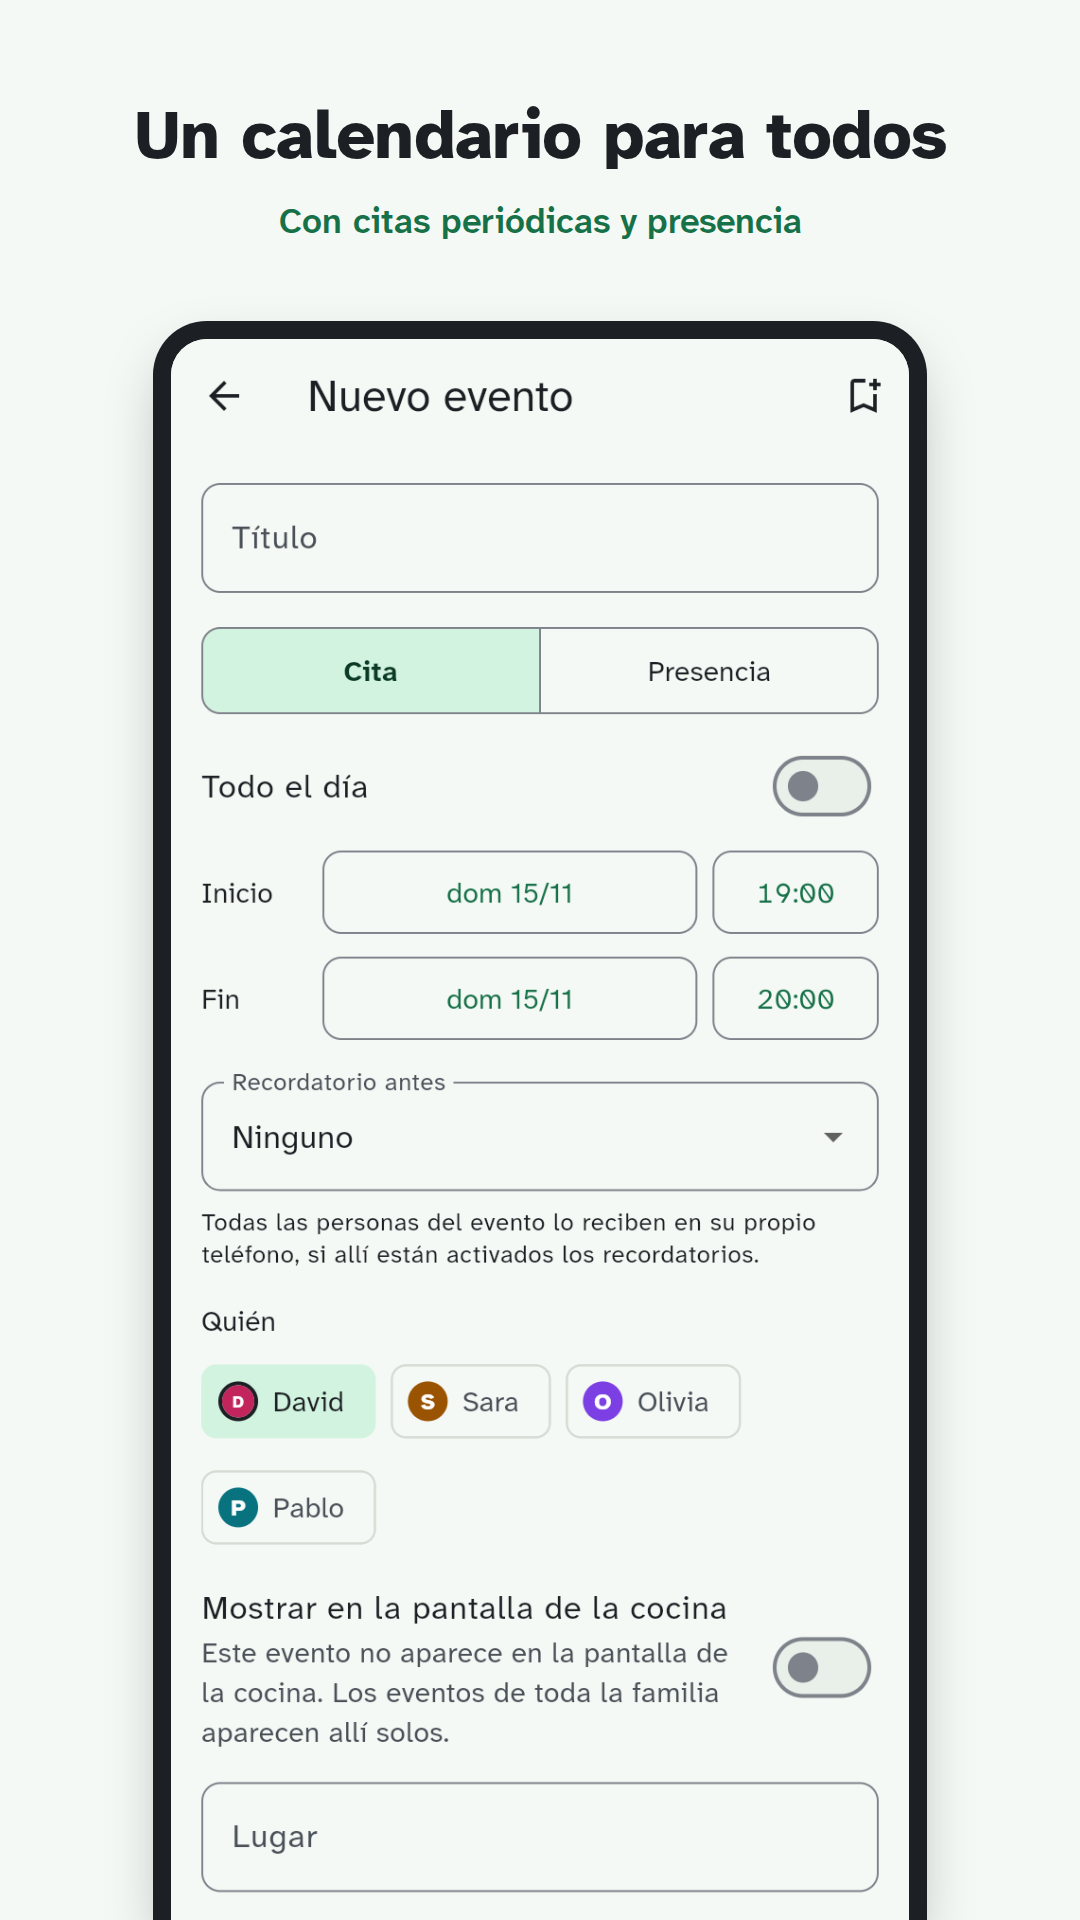 Un calendario para todos
Con citas periódicas y presencia
Nuevo evento
Título
Cita
Presencia
Todo el día
Inicio
dom 15/11
19:00
Fin
dom 15/11
20:00
Recordatorio antes
Ninguno
Todas las personas del evento lo reciben en su propio
teléfono, si allí están activados los recordatorios.
Quién
D David
S Sara
O Olivia
P Pablo
Mostrar en la pantalla de la cocina
Este evento no aparece en la pantalla de
la cocina. Los eventos de toda la familia
aparecen allí solos.
Lugar